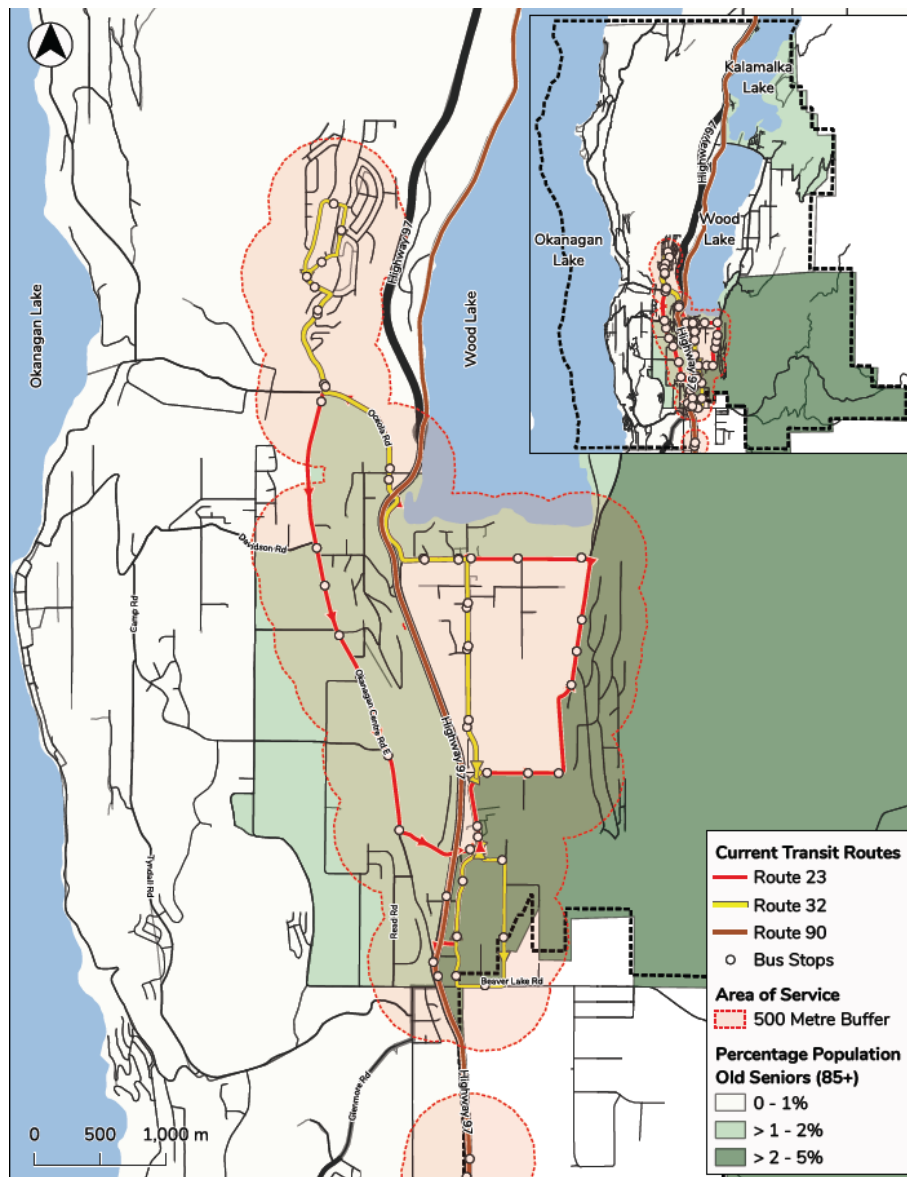 Okanagan Lake
Highway 97
Wood Lake
Kalamalka
Lake
Highway 97
Wood
Lake
Okanagan
Lake
Highway 97
Oceola Rd
Davidson Rd
Camp Rd
Okanagan Centre Rd E
Highway 97
Tyndall Rd
Read Rd
Beaver Lake Rd
Glenmore Rd
Highway 97
0 500 1,000 m
Current Transit Routes
Route 23
Route 32
Route 90
Bus Stops
Area of Service
500 Metre Buffer
Percentage Population
Old Seniors (85+)
0 - 1%
> 1 - 2%
> 2 - 5%